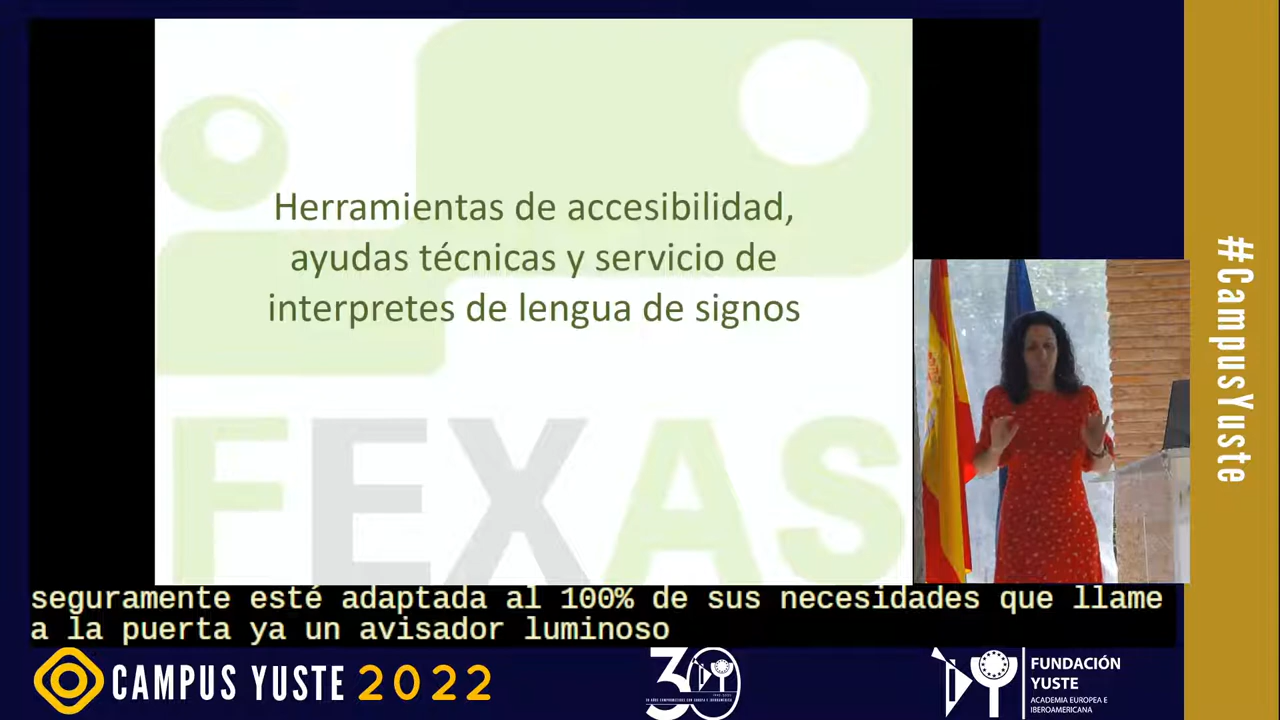 Herramientas de accesibilidad,
ayudas técnicas y servicio de
interpretes de lengua de signos
FEXAS
#CampusYuste
seguramente esté adaptada al 100% de sus necesidades que llame
a la puerta ya un avisador luminoso
CAMPUS YUSTE 2022
30
FUNDACIÓN
YUSTE
ACADEMIA EUROPEA E
IBEROAMERICANA